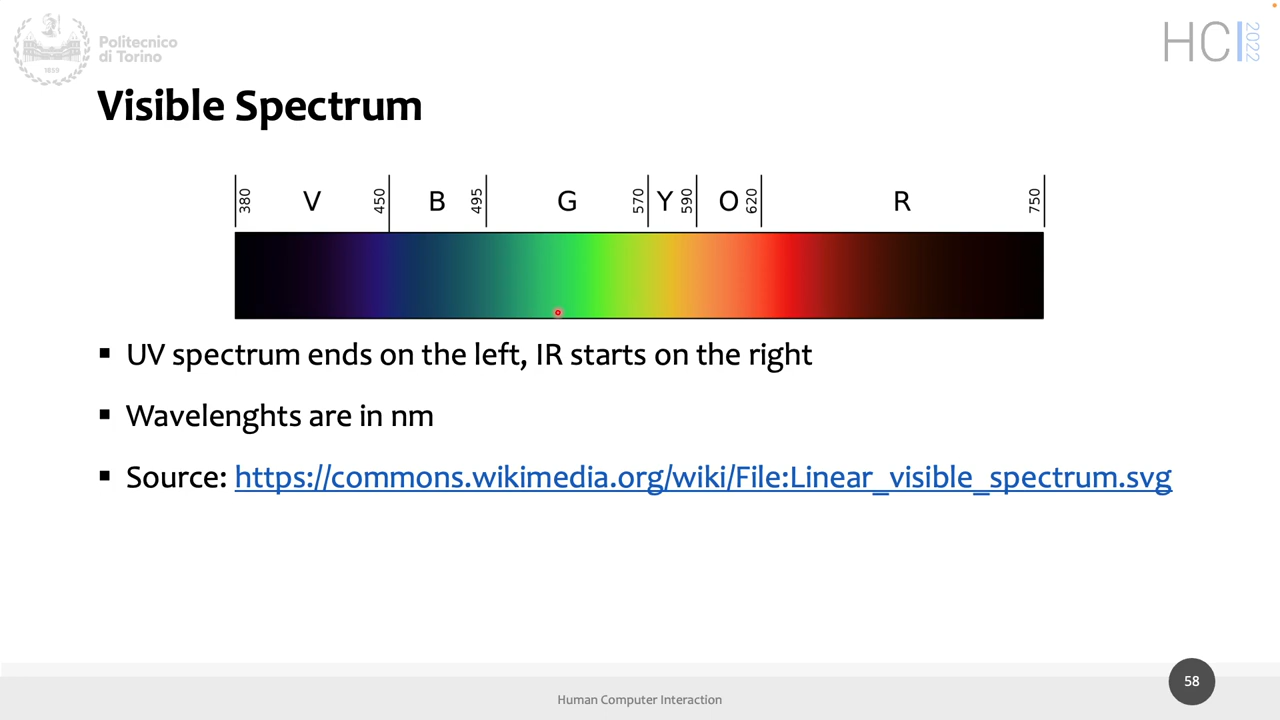 Politecnico
di Torino
1859
HCI 2022
Visible Spectrum
380 V 450 B 495 G 570 Y 590 O 620 R 750
▪ UV spectrum ends on the left, IR starts on the right
▪ Wavelenghts are in nm
▪ Source: https://commons.wikimedia.org/wiki/File:Linear_visible_spectrum.svg
58
Human Computer Interaction